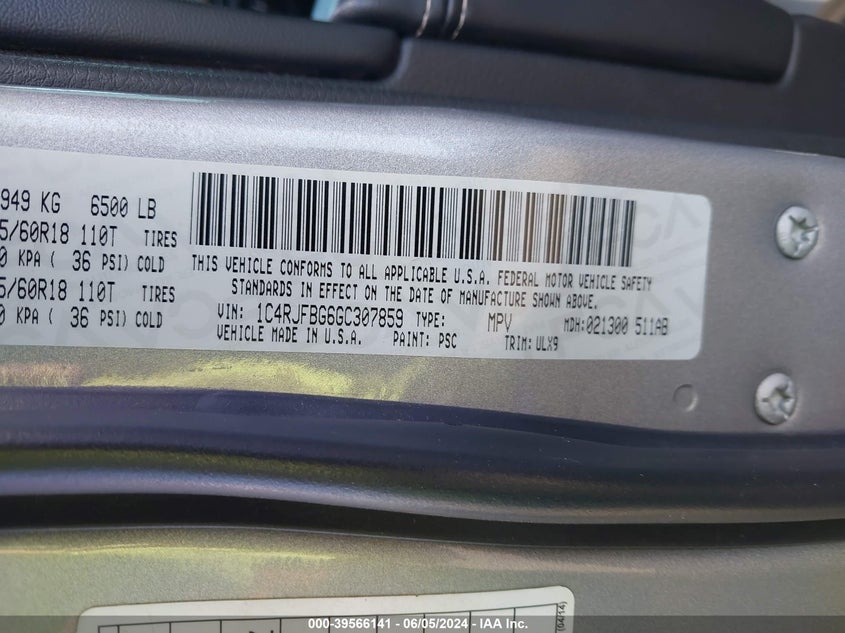 949 KG 6500 LB
5/60R18 110T TIRES
0 KPA ( 36 PSI) COLD
5/60R18 110T TIRES
0 KPA ( 36 PSI) COLD
THIS VEHICLE CONFORMS TO ALL APPLICABLE U.S.A. FEDERAL MOTOR VEHICLE SAFETY
STANDARDS IN EFFECT ON THE DATE OF MANUFACTURE SHOWN ABOVE.
VIN: 1C4RJFBG6GC307859 TYPE: MPV MDH:021300 511AB
VEHICLE MADE IN U.S.A. PAINT: PSC TRIM: ULX9
(04/14)
000-39566141 - 06/05/2024 - IAA Inc.